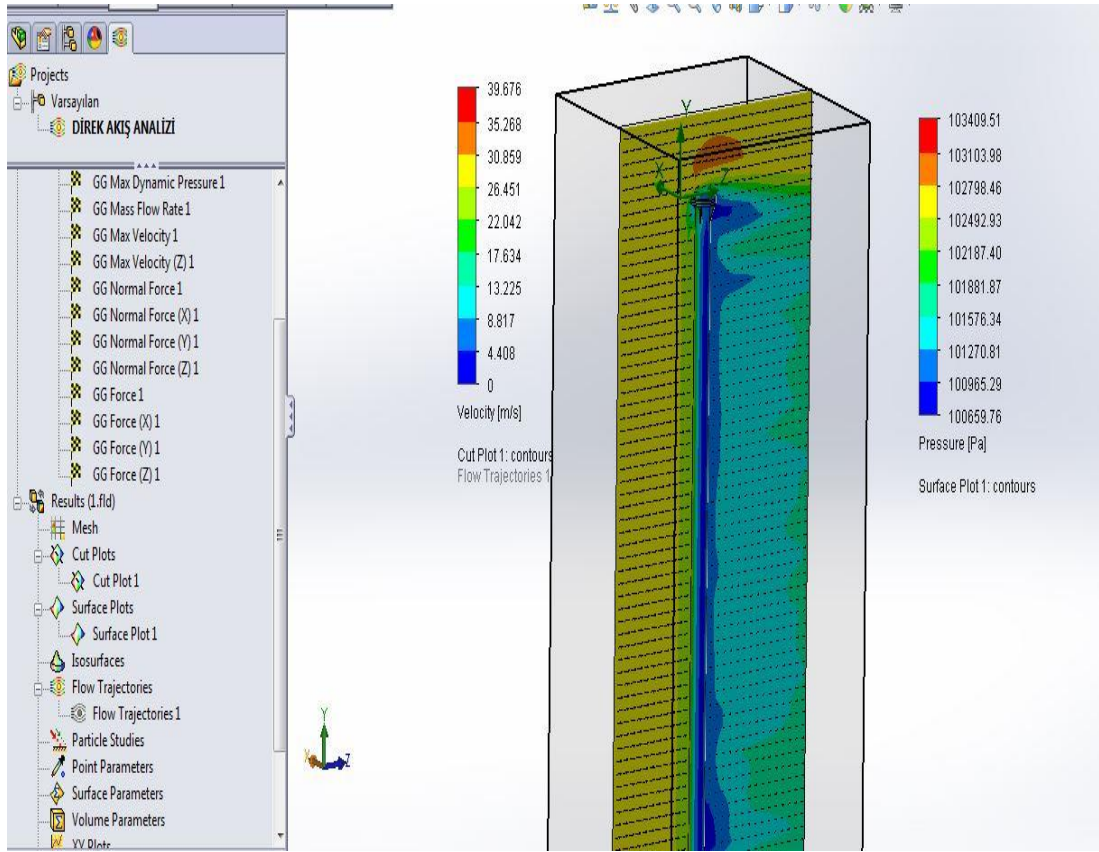 Projects
Varsayılan
DİREK AKIŞ ANALİZİ
GG Max Dynamic Pressure 1
GG Mass Flow Rate 1
GG Max Velocity 1
GG Max Velocity (Z) 1
GG Normal Force 1
GG Normal Force (X) 1
GG Normal Force (Y) 1
GG Normal Force (Z) 1
GG Force 1
GG Force (X) 1
GG Force (Y) 1
GG Force (Z) 1
Results (1.fld)
Mesh
Cut Plots
Cut Plot 1
Surface Plots
Surface Plot 1
Isosurfaces
Flow Trajectories
Flow Trajectories 1
Particle Studies
Point Parameters
Surface Parameters
Volume Parameters
XY Plots
39.676
35.268
30.859
26.451
22.042
17.634
13.225
8.817
4.408
0
Velocity [m/s]
Cut Plot 1: contours
Flow Trajectories 1
Y
X
Z
Y
X
Z
103409.51
103103.98
102798.46
102492.93
102187.40
101881.87
101576.34
101270.81
100965.29
100659.76
Pressure [Pa]
Surface Plot 1: contours